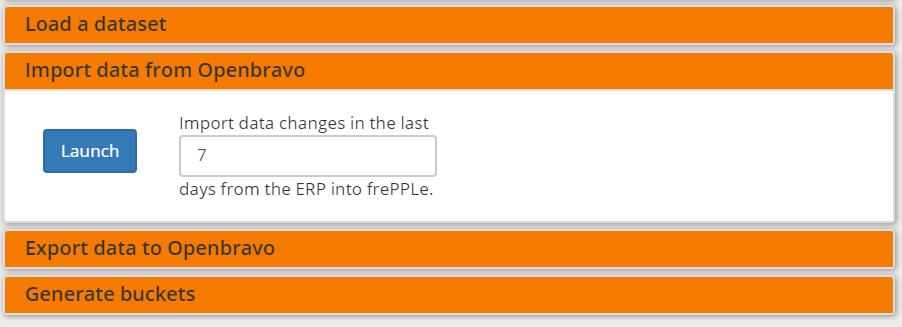 Load a dataset
Import data from Openbravo
Import data changes in the last
Launch
7
days from the ERP into frePPLe.
Export data to Openbravo
Generate buckets